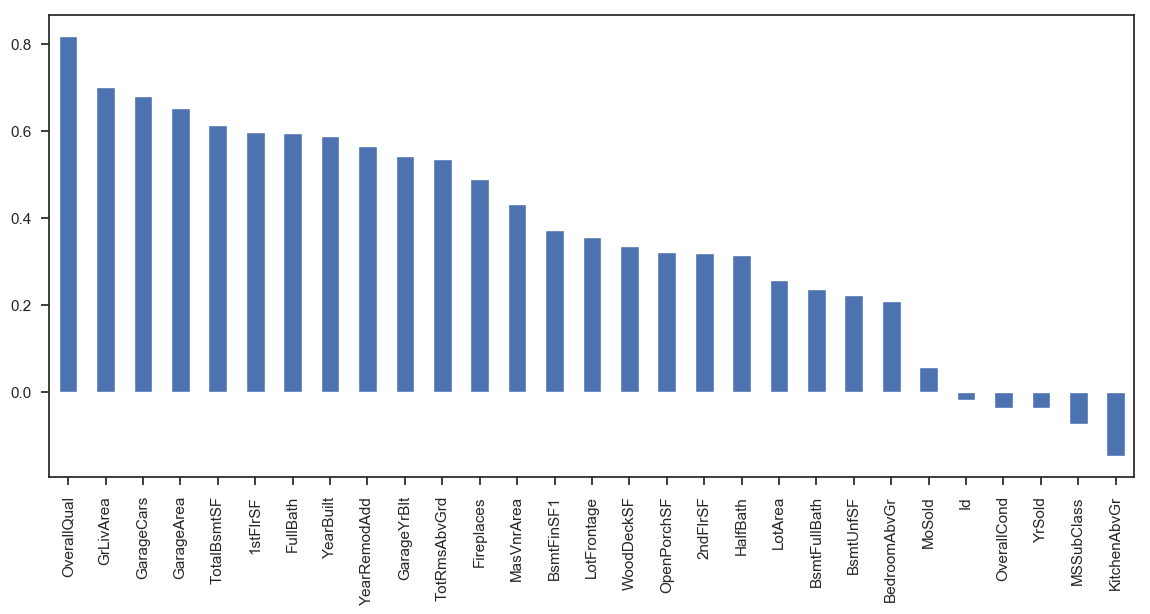 0.8
0.6
0.4
0.2
0.0
OverallQual
GrLivArea
GarageCars
GarageArea
TotalBsmtSF
1stFlrSF
FullBath
YearBuilt
YearRemodAdd
GarageYrBlt
TotRmsAbvGrd
Fireplaces
MasVnrArea
BsmtFinSF1
LotFrontage
WoodDeckSF
OpenPorchSF
2ndFlrSF
HalfBath
LotArea
BsmtFullBath
BsmtUnfSF
BedroomAbvGr
MoSold
Id
OverallCond
YrSold
MSSubClass
KitchenAbvGr